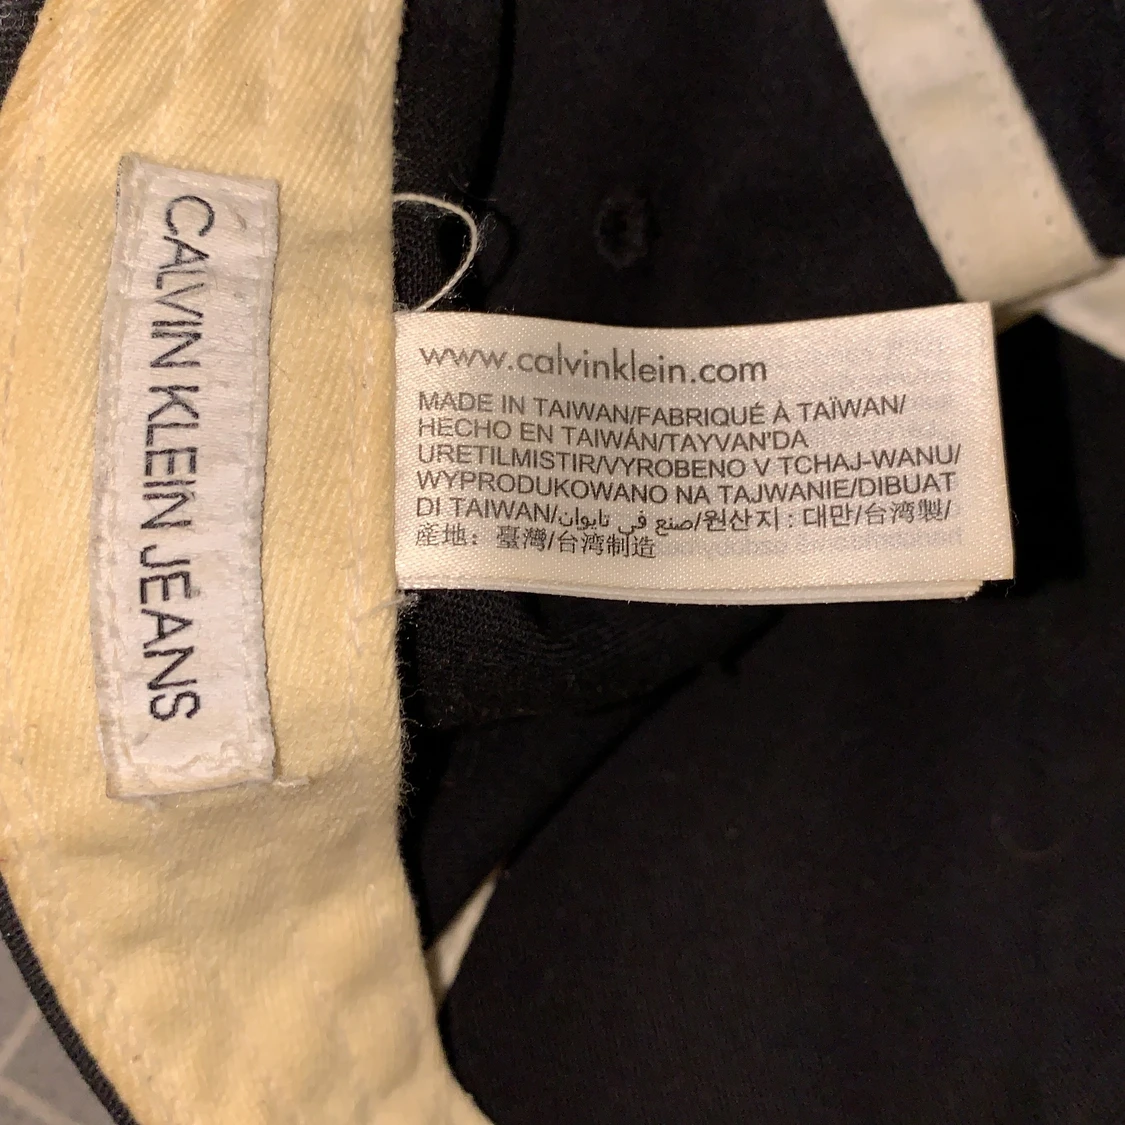 CALVIN KLEIN JEANS
www.calvinklein.com
MADE IN TAIWAN/FABRIQUÉ À TAÏWAN/
HECHO EN TAIWÁN/TAYVAN'DA
URETILMISTIR/VYROBENO V TCHAJ-WANU/
WYPRODUKOWANO NA TAJWANIE/DIBUAT
DI TAIWAN/صنع في تايوان/원산지 : 대만/台湾製/
産地：臺灣/台湾制造